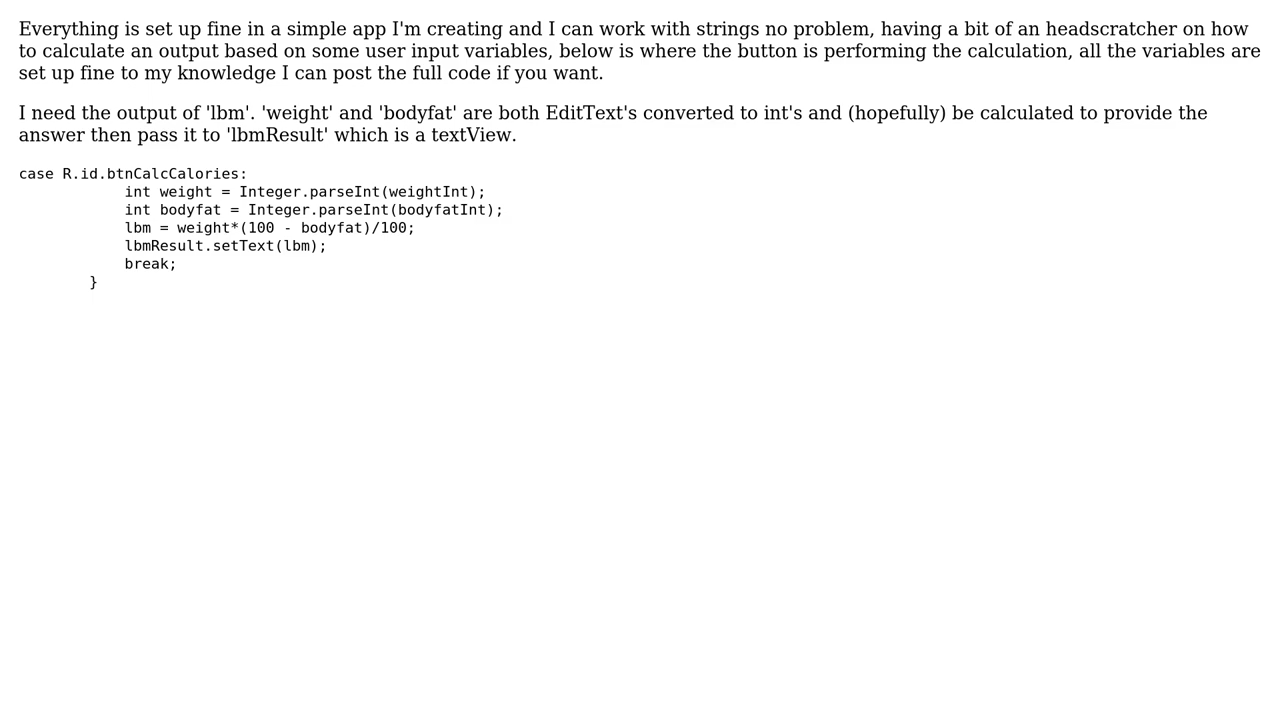 Everything is set up fine in a simple app I'm creating and I can work with strings no problem, having a bit of an headscratcher on how
to calculate an output based on some user input variables, below is where the button is performing the calculation, all the variables are
set up fine to my knowledge I can post the full code if you want.
I need the output of 'lbm'. 'weight' and 'bodyfat' are both EditText's converted to int's and (hopefully) be calculated to provide the
answer then pass it to 'lbmResult' which is a textView.
case R.id.btnCalcCalories:
            int weight = Integer.parseInt(weightInt);
            int bodyfat = Integer.parseInt(bodyfatInt);
            lbm = weight*(100 - bodyfat)/100;
            lbmResult.setText(lbm);
            break;
        }